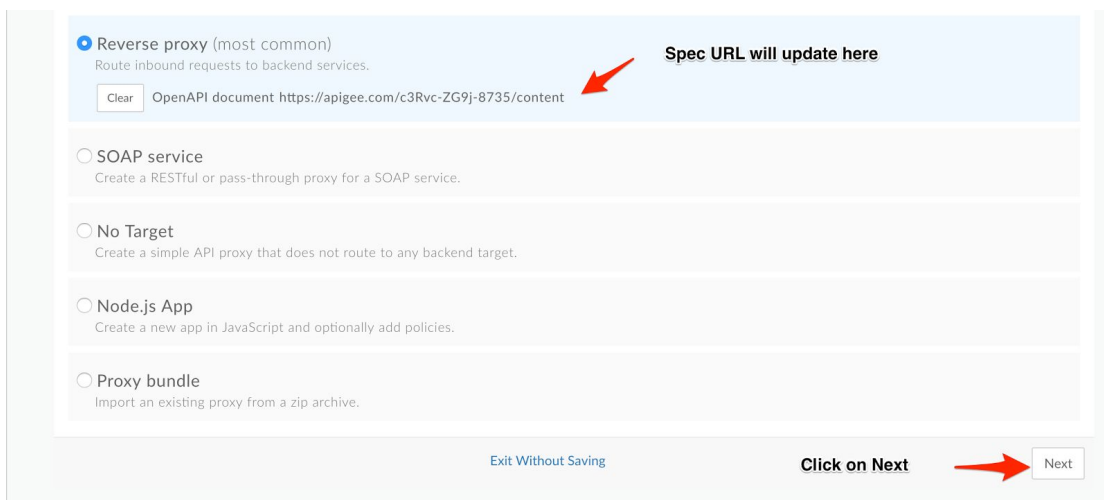 Reverse proxy (most common)
Spec URL will update here
Route inbound requests to backend services.
Clear OpenAPI document https://apigee.com/c3Rvc-ZG9j-8735/content
SOAP service
Create a RESTful or pass-through proxy for a SOAP service.
No Target
Create a simple API proxy that does not route to any backend target.
Node.js App
Create a new app in JavaScript and optionally add policies.
Proxy bundle
Import an existing proxy from a zip archive.
Exit Without Saving Click on Next Next